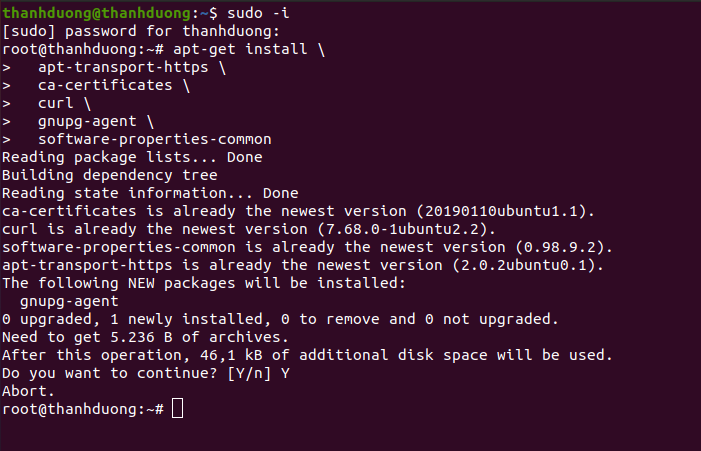 thanhduong@thanhduong:~$ sudo -i
[sudo] password for thanhduong:
root@thanhduong:~# apt-get install \
>   apt-transport-https \
>   ca-certificates \
>   curl \
>   gnupg-agent \
>   software-properties-common
Reading package lists... Done
Building dependency tree
Reading state information... Done
ca-certificates is already the newest version (20190110ubuntu1.1).
curl is already the newest version (7.68.0-1ubuntu2.2).
software-properties-common is already the newest version (0.98.9.2).
apt-transport-https is already the newest version (2.0.2ubuntu0.1).
The following NEW packages will be installed:
  gnupg-agent
0 upgraded, 1 newly installed, 0 to remove and 0 not upgraded.
Need to get 5.236 B of archives.
After this operation, 46,1 kB of additional disk space will be used.
Do you want to continue? [Y/n] Y
Abort.
root@thanhduong:~#